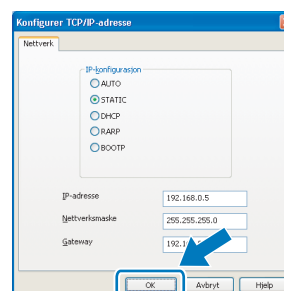 Konfigurer TCP/IP-adresse
Nettverk
IP-konfigurasjon
AUTO
STATIC
DHCP
RARP
BOOTP
IP-adresse 192.168.0.5
Nettverksmaske 255.255.255.0
Gateway
OK Avbryt Hjelp